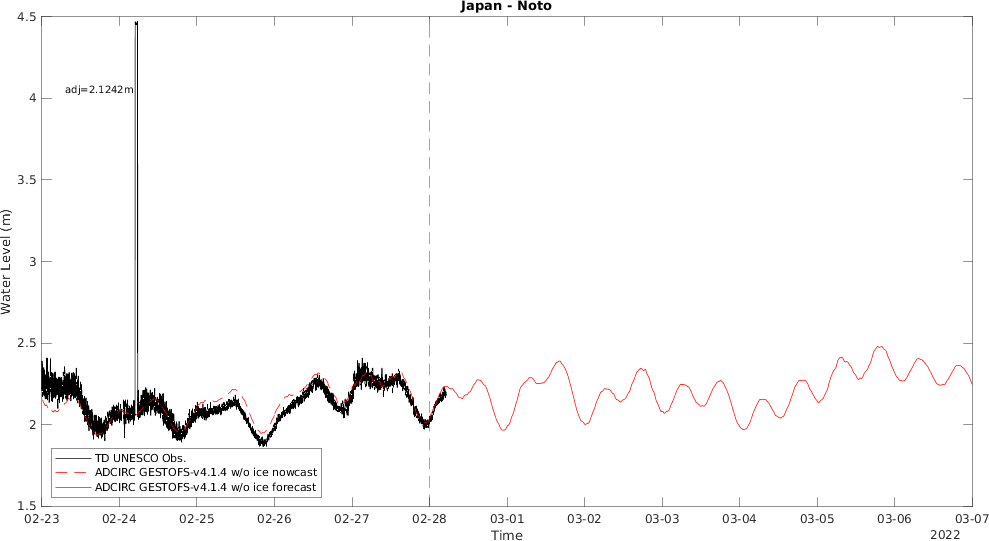 Japan - Noto
4.5
4
3.5
3
2.5
2
1.5
Water Level (m)
adj=2.1242m
TD UNESCO Obs.
ADCIRC GESTOFS-v4.1.4 w/o ice nowcast
ADCIRC GESTOFS-v4.1.4 w/o ice forecast
02-23 02-24 02-25 02-26 02-27 02-28 03-01 03-02 03-03 03-04 03-05 03-06 03-07
Time
2022